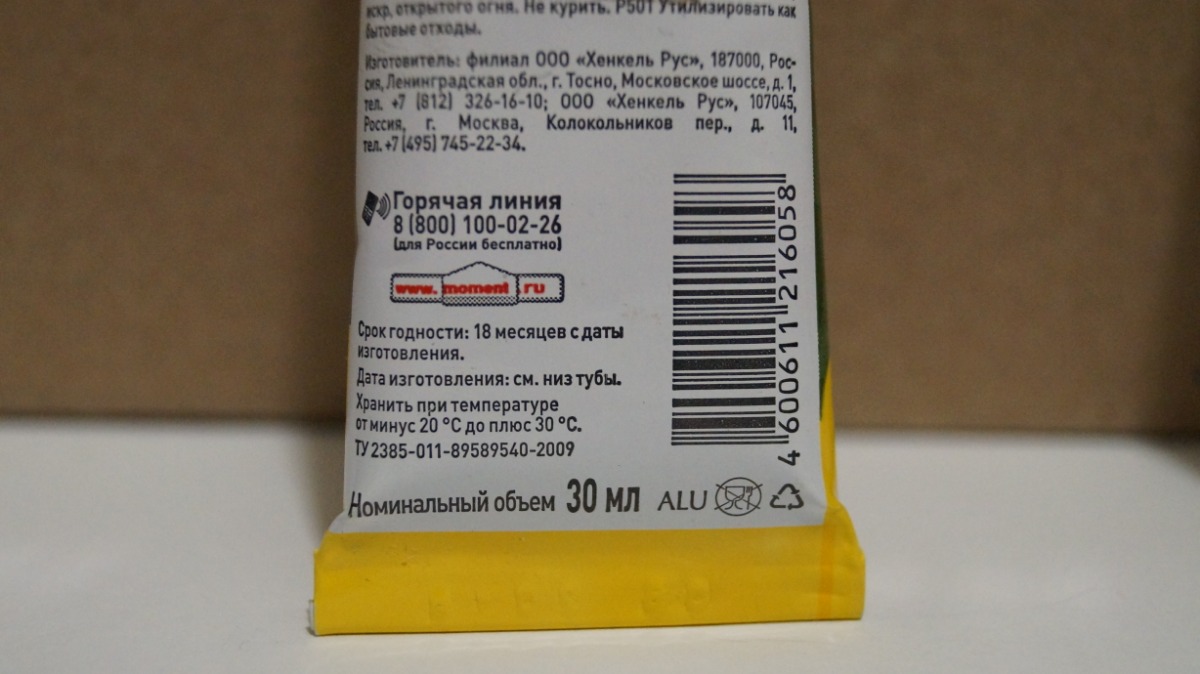 искр, открытого огня. Не курить. P501 Утилизировать как
бытовые отходы.
Изготовитель: филиал ООО «Хенкель Рус», 187000, Рос-
сия, Ленинградская обл., г. Тосно, Московское шоссе, д. 1,
тел. +7 (812) 326-16-10; ООО «Хенкель Рус», 107045,
Россия, г. Москва, Колокольников пер., д. 11,
тел. +7 (495) 745-22-34.
Горячая линия
8 (800) 100-02-26
(для России бесплатно)
www.moment.ru
Срок годности: 18 месяцев с даты
изготовления.
Дата изготовления: см. низ тубы.
Хранить при температуре
от минус 20 °C до плюс 30 °C.
ТУ 2385-011-89589540-2009
Номинальный объем 30 мл ALU
4 600611 216058